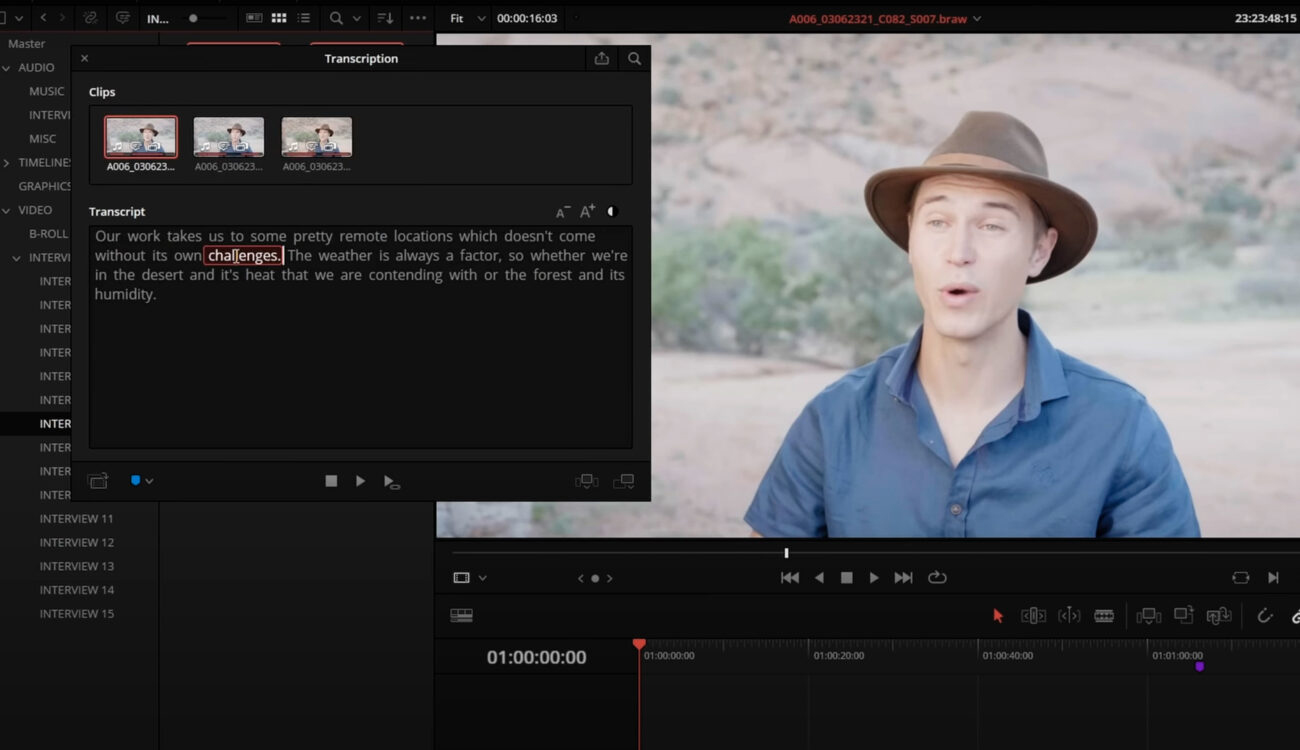 IN...
Fit
00:00:16:03
A006_03062321_C082_S007.braw
23:23:48:15
Master
AUDIO
MUSIC
INTERVI
MISC
TIMELINES
GRAPHICS
VIDEO
B-ROLL
INTERVI
INTER
INTER
INTER
INTER
INTER
INTER
INTER
INTER
INTER
INTER
INTERVIEW 11
INTERVIEW 12
INTERVIEW 13
INTERVIEW 14
INTERVIEW 15
Transcription
Clips
A006_030623... A006_030623... A006_030623...
Transcript
A− A+
Our work takes us to some pretty remote locations which doesn't come
without its own challenges. The weather is always a factor, so whether we're
in the desert and it's heat that we are contending with or the forest and its
humidity.
01:00:00:00
01:00:00:00 01:00:20:00 01:00:40:00 01:01:00:00